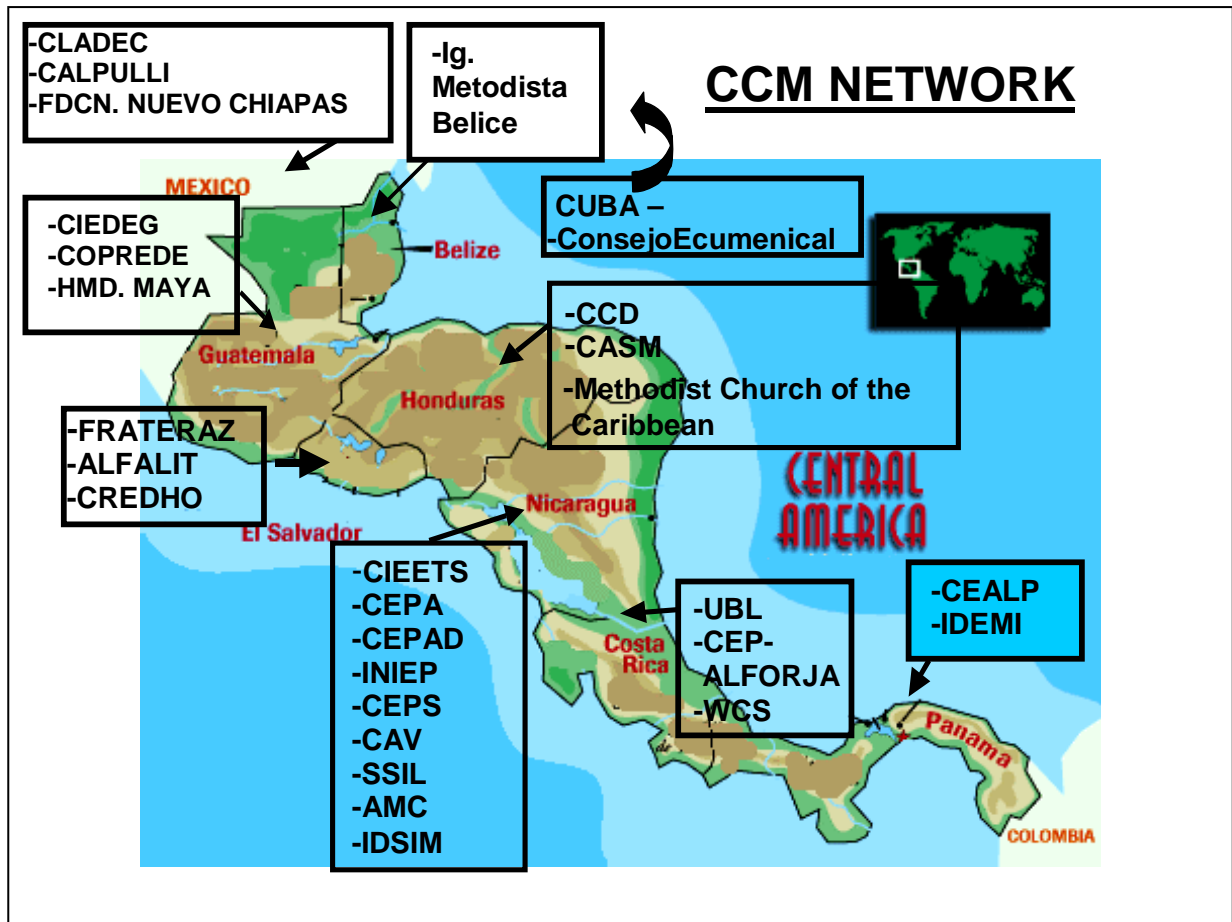 -CLADEC
-CALPULLI
-FDCN. NUEVO CHIAPAS
-Ig.
Metodista
Belice
CCM NETWORK
MEXICO
CUBA –
-ConsejoEcumenical
-CIEDEG
-COPREDE
-HMD. MAYA
Belize
-CCD
-CASM
-Methodist Church of the
Caribbean
Guatemala
Honduras
-FRATERAZ
-ALFALIT
-CREDHO
CENTRAL
AMERICA
Nicaragua
El Salvador
-CIEETS
-CEPA
-CEPAD
-INIEP
-CEPS
-CAV
-SSIL
-AMC
-IDSIM
-UBL
-CEP-
ALFORJA
-WCS
Costa
Rica
-CEALP
-IDEMI
Panama
COLOMBIA